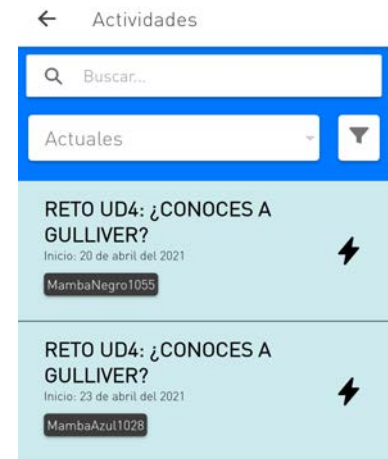 Actividades
Buscar...
Actuales
RETO UD4: ¿CONOCES A
GULLIVER?
Inicio: 20 de abril del 2021
MambaNegro1055
RETO UD4: ¿CONOCES A
GULLIVER?
Inicio: 23 de abril del 2021
MambaAzul1028